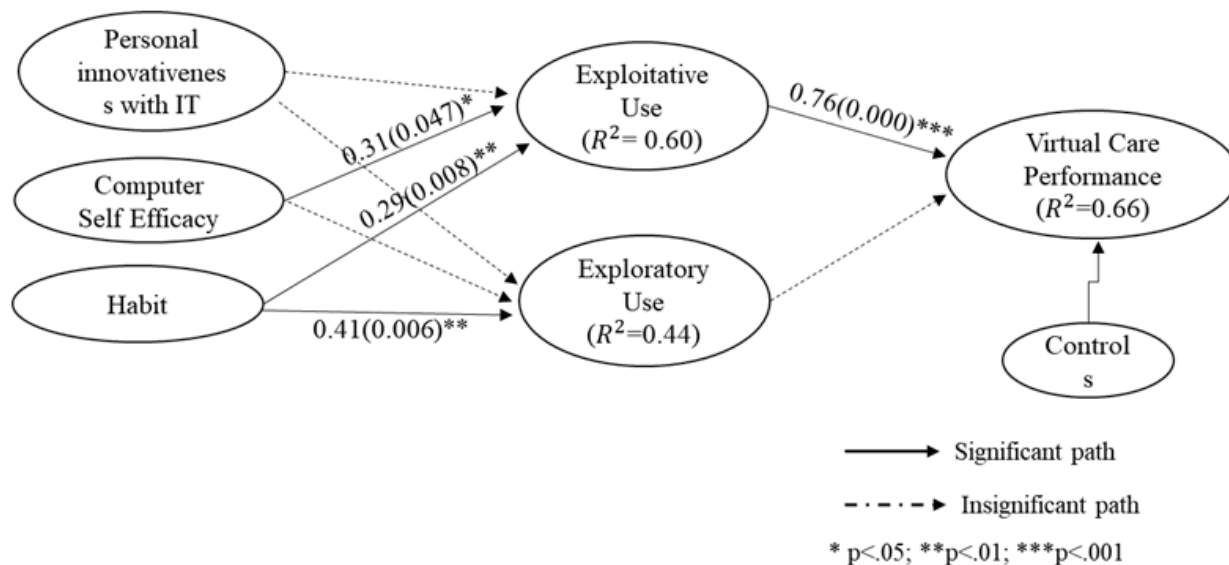 Personal
innovativenes
s with IT
Computer
Self Efficacy
Habit
0.31(0.047)*
0.29(0.008)**
0.41(0.006)**
Exploitative
Use
(R²= 0.60)
Exploratory
Use
(R²=0.44)
0.76(0.000)***
Virtual Care
Performance
(R²=0.66)
Control
s
Significant path
Insignificant path
* p<.05; **p<.01; ***p<.001